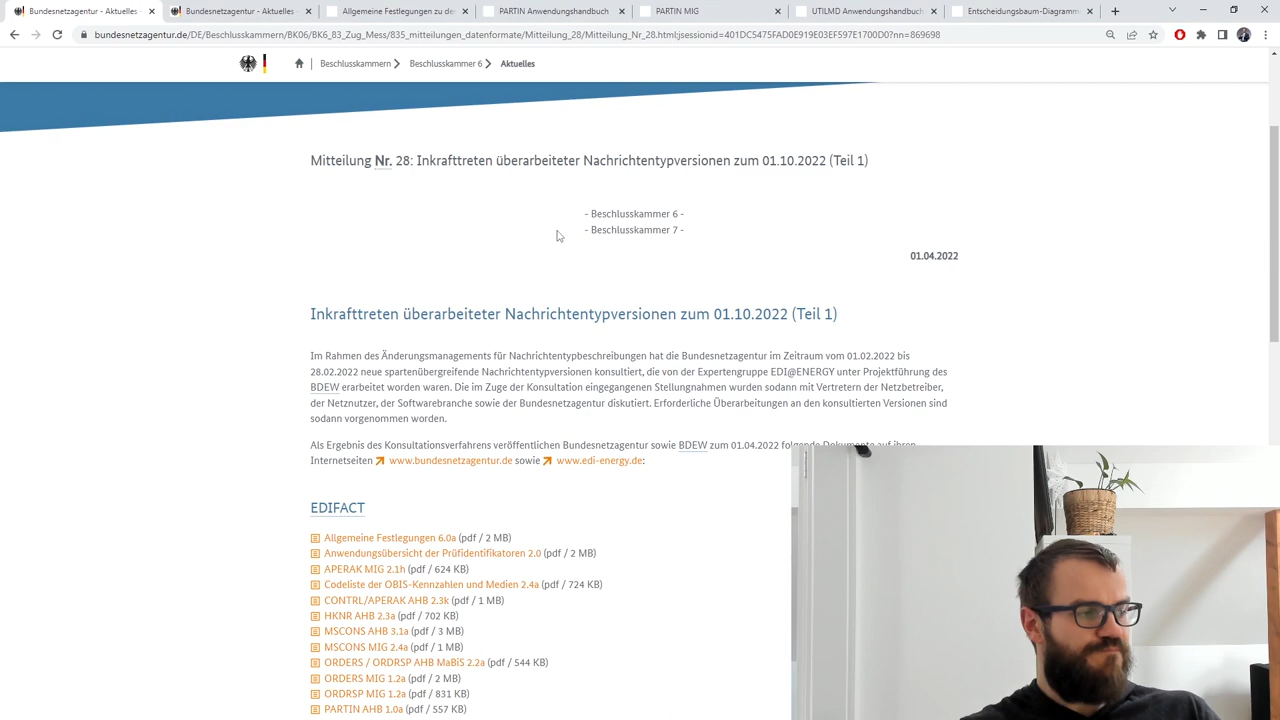 Bundesnetzagentur - Aktuelles -
Bundesnetzagentur - Aktuelles -
Allgemeine Festlegungen zu de
PARTIN Anwendungshandbuch
PARTIN MIG
UTILMD Anwendungshandbuch
Entscheidungsbaum-Diagramm
bundesnetzagentur.de/DE/Beschlusskammern/BK06/BK6_83_Zug_Mess/835_mitteilungen_datenformate/Mitteilung_28/Mitteilung_Nr_28.html;jsessionid=401DC5475FAD0E919E03EF597E1700D0?nn=869698
Beschlusskammern
Beschlusskammer 6
Aktuelles
Mitteilung Nr. 28: Inkrafttreten überarbeiteter Nachrichtentypversionen zum 01.10.2022 (Teil 1)
- Beschlusskammer 6 -
- Beschlusskammer 7 -
01.04.2022
Inkrafttreten überarbeiteter Nachrichtentypversionen zum 01.10.2022 (Teil 1)
Im Rahmen des Änderungsmanagements für Nachrichtentypbeschreibungen hat die Bundesnetzagentur im Zeitraum vom 01.02.2022 bis
28.02.2022 neue spartenübergreifende Nachrichtentypversionen konsultiert, die von der Expertengruppe EDI@ENERGY unter Projektführung des
BDEW erarbeitet worden waren. Die im Zuge der Konsultation eingegangenen Stellungnahmen wurden sodann mit Vertretern der Netzbetreiber,
der Netznutzer, der Softwarebranche sowie der Bundesnetzagentur diskutiert. Erforderliche Überarbeitungen an den konsultierten Versionen sind
sodann vorgenommen worden.
Als Ergebnis des Konsultationsverfahrens veröffentlichen Bundesnetzagentur sowie BDEW zum 01.04.2022 folgende Dokumente auf ihren
Internetseiten www.bundesnetzagentur.de sowie www.edi-energy.de:
EDIFACT
Allgemeine Festlegungen 6.0a (pdf / 2 MB)
Anwendungsübersicht der Prüfidentifikatoren 2.0 (pdf / 2 MB)
APERAK MIG 2.1h (pdf / 624 KB)
Codeliste der OBIS-Kennzahlen und Medien 2.4a (pdf / 724 KB)
CONTRL/APERAK AHB 2.3k (pdf / 1 MB)
HKNR AHB 2.3a (pdf / 702 KB)
MSCONS AHB 3.1a (pdf / 3 MB)
MSCONS MIG 2.4a (pdf / 1 MB)
ORDERS / ORDRSP AHB MaBiS 2.2a (pdf / 544 KB)
ORDERS MIG 1.2a (pdf / 2 MB)
ORDRSP MIG 1.2a (pdf / 831 KB)
PARTIN AHB 1.0a (pdf / 557 KB)